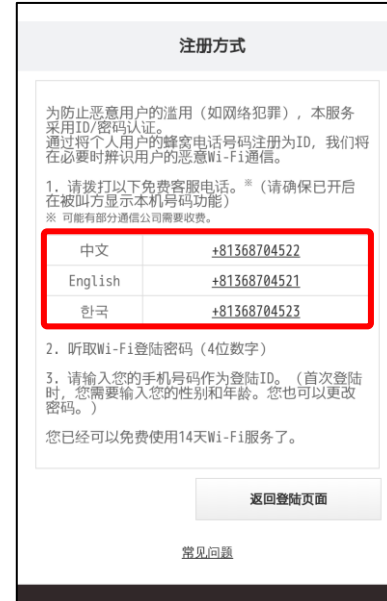 注册方式
为防止恶意用户的滥用（如网络犯罪），本服务
采用ID/密码认证。
通过将个人用户的蜂窝电话号码注册为ID，我们将
在必要时辨识用户的恶意Wi-Fi通信。
1. 请拨打以下免费客服电话。※（请确保已开启
在被叫方显示本机号码功能）
※ 可能有部分通信公司需要收费。
中文 +81368704522
English +81368704521
한국 +81368704523
2. 听取Wi-Fi登陆密码（4位数字）
3. 请输入您的手机号码作为登陆ID。（首次登陆
时，您需要输入您的性别和年龄。您也可以更改
密码。）
您已经可以免费使用14天Wi-Fi服务了。
返回登陆页面
常见问题